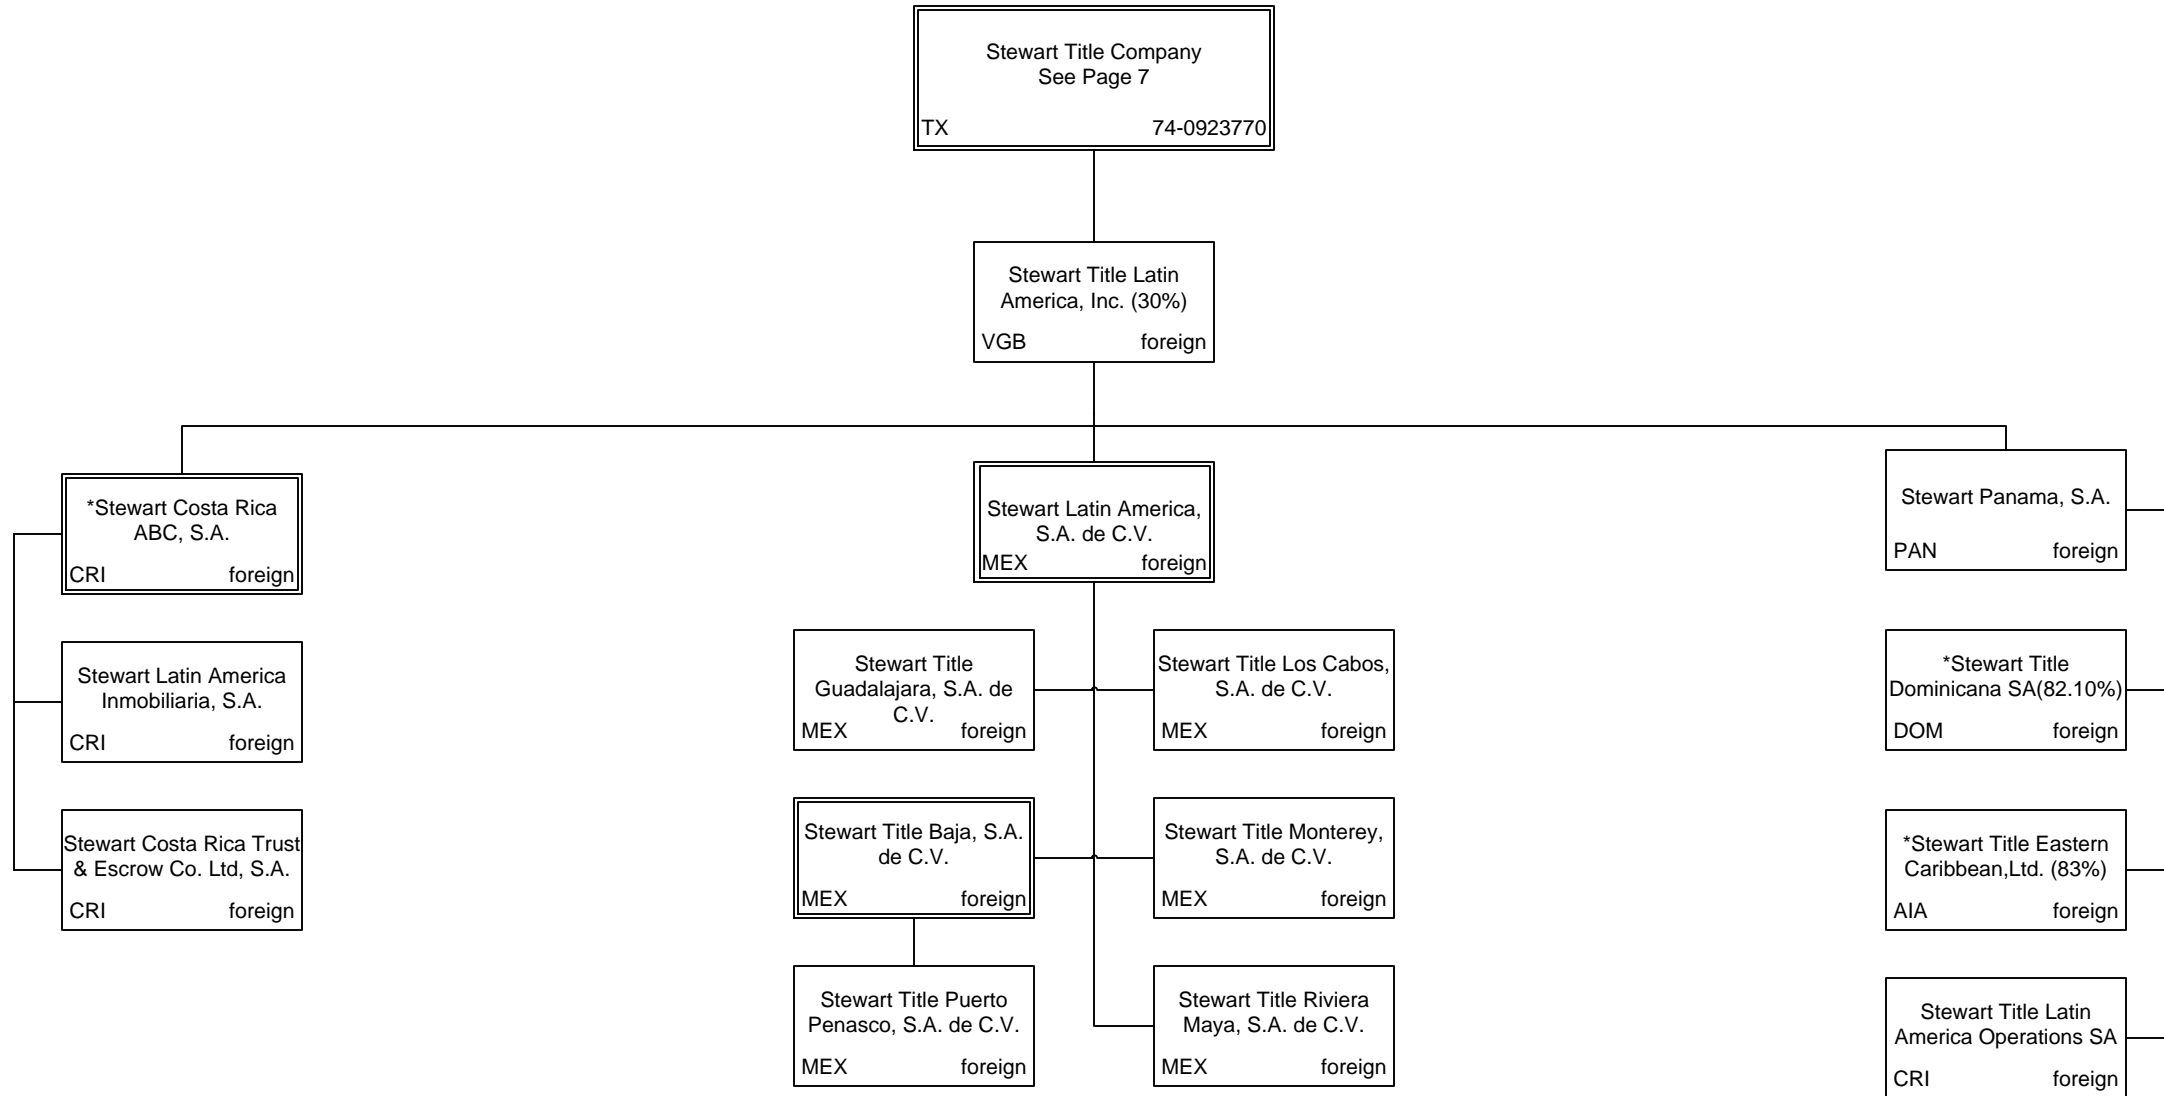 Stewart Title Company
See Page 7
TX 74-0923770
Stewart Title Latin
America, Inc. (30%)
VGB foreign
*Stewart Costa Rica
ABC, S.A.
CRI foreign
Stewart Latin America
Inmobiliaria, S.A.
CRI foreign
Stewart Costa Rica Trust
& Escrow Co. Ltd, S.A.
CRI foreign
Stewart Latin America,
S.A. de C.V.
MEX foreign
Stewart Title
Guadalajara, S.A. de
C.V.
MEX foreign
Stewart Title Los Cabos,
S.A. de C.V.
MEX foreign
Stewart Title Baja, S.A.
de C.V.
MEX foreign
Stewart Title Monterey,
S.A. de C.V.
MEX foreign
Stewart Title Puerto
Penasco, S.A. de C.V.
MEX foreign
Stewart Title Riviera
Maya, S.A. de C.V.
MEX foreign
Stewart Panama, S.A.
PAN foreign
*Stewart Title
Dominicana SA(82.10%)
DOM foreign
*Stewart Title Eastern
Caribbean,Ltd. (83%)
AIA foreign
Stewart Title Latin
America Operations SA
CRI foreign